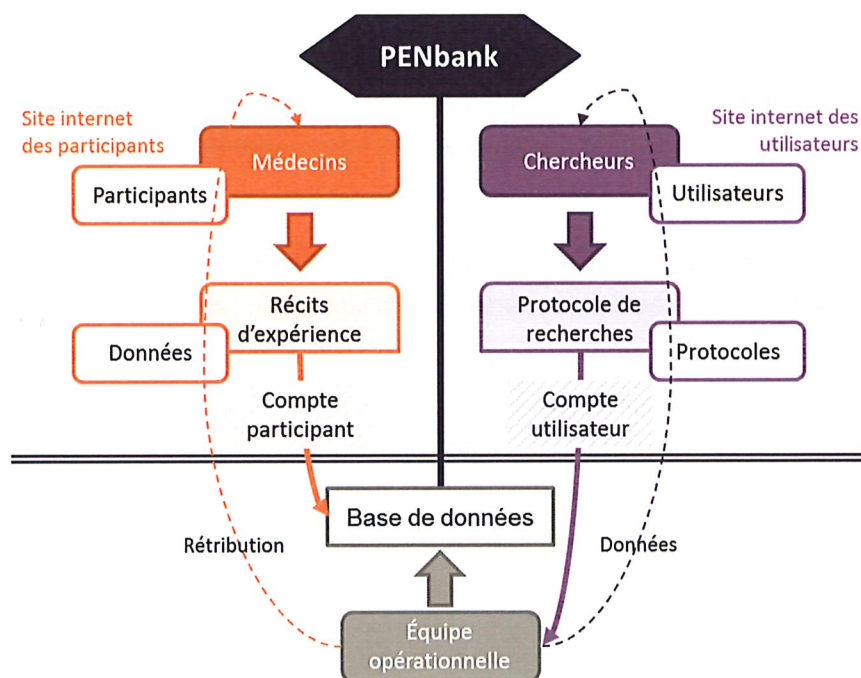 PENbank
Site internet
des participants
Médecins
Participants
Récits
d'expérience
Données
Compte
participant
Site internet des
utilisateurs
Chercheurs
Utilisateurs
Protocole de
recherches
Protocoles
Compte
utilisateur
Base de données
Rétribution
Données
Équipe
opérationnelle